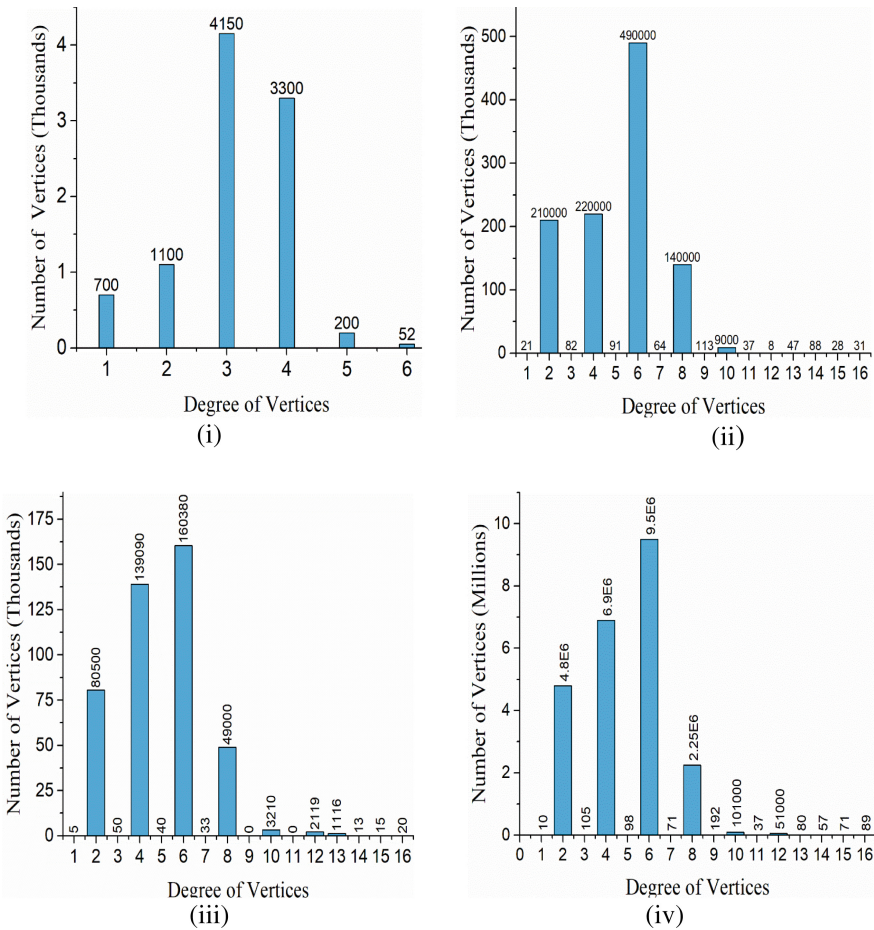 4150
3300
1100
700
200
52
4
3
2
1
0
1 2 3 4 5 6
Number of Vertices (Thousands)
Degree of Vertices
(i)
490000
210000
220000
140000
9000
21 82 91 64 113 37 8 47 88 28 31
500
400
300
200
100
0
1 2 3 4 5 6 7 8 9 10 11 12 13 14 15 16
Number of Vertices (Thousands)
Degree of Vertices
(ii)
5 80500 50 139090 40 160380 33 49000 0 3210 0 2119 1116 13 15 20
175
150
125
100
75
50
25
0
1 2 3 4 5 6 7 8 9 10 11 12 13 14 15 16
Number of Vertices (Thousands)
Degree of Vertices
(iii)
10 4.8E6 105 6.9E6 98 9.5E6 71 2.25E6 192 101000 37 51000 80 57 71 89
10
8
6
4
2
0
0 1 2 3 4 5 6 7 8 9 10 11 12 13 14 15 16
Number of Vertices (Millions)
Degree of Vertices
(iv)